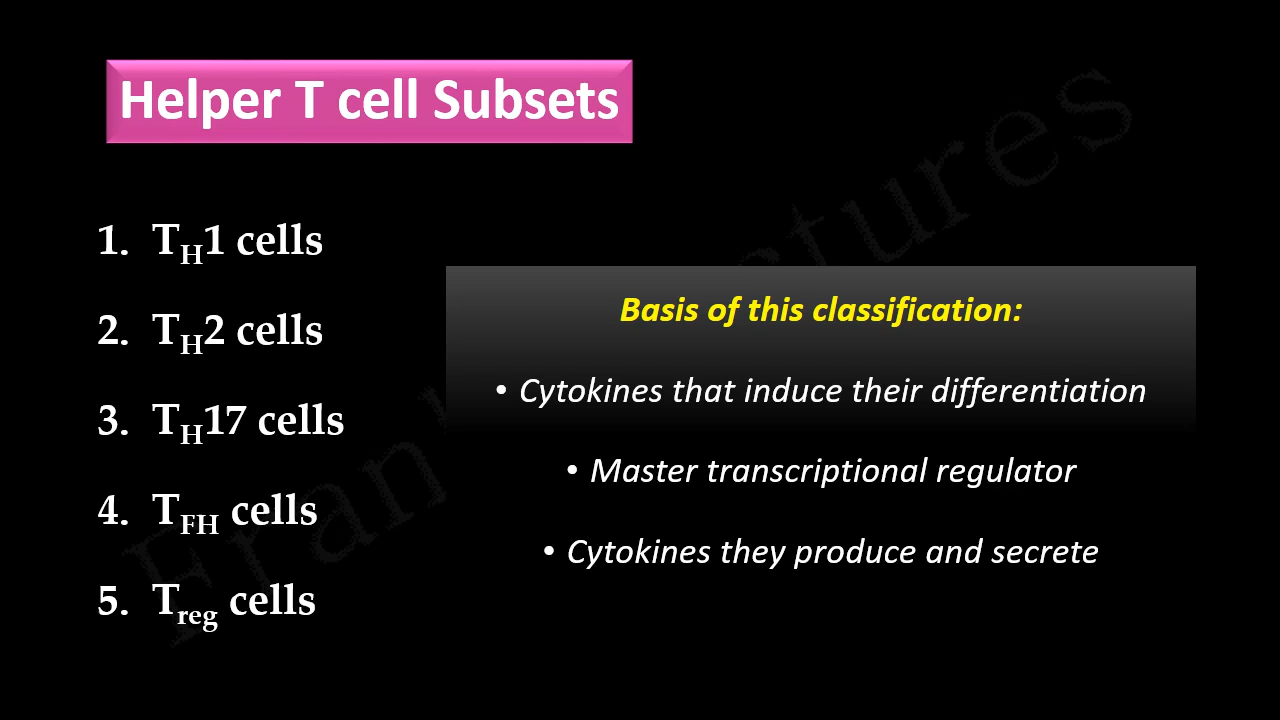 Helper T cell Subsets
1. TH1 cells
2. TH2 cells
3. TH17 cells
4. TFH cells
5. Treg cells
Basis of this classification:
• Cytokines that induce their differentiation
• Master transcriptional regulator
• Cytokines they produce and secrete